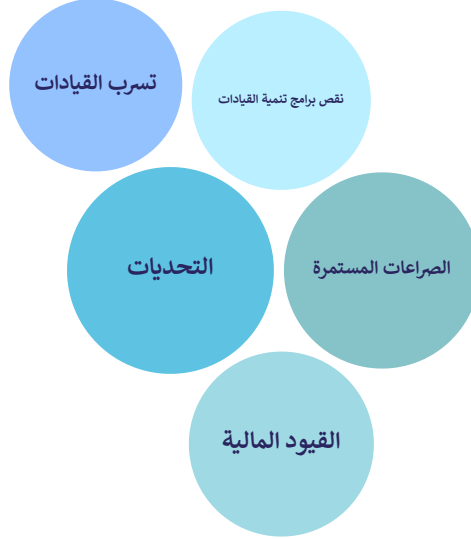 تسرب القيادات
نقص برامج تنمية القيادات
التحديات
الصراعات المستمرة
القيود المالية